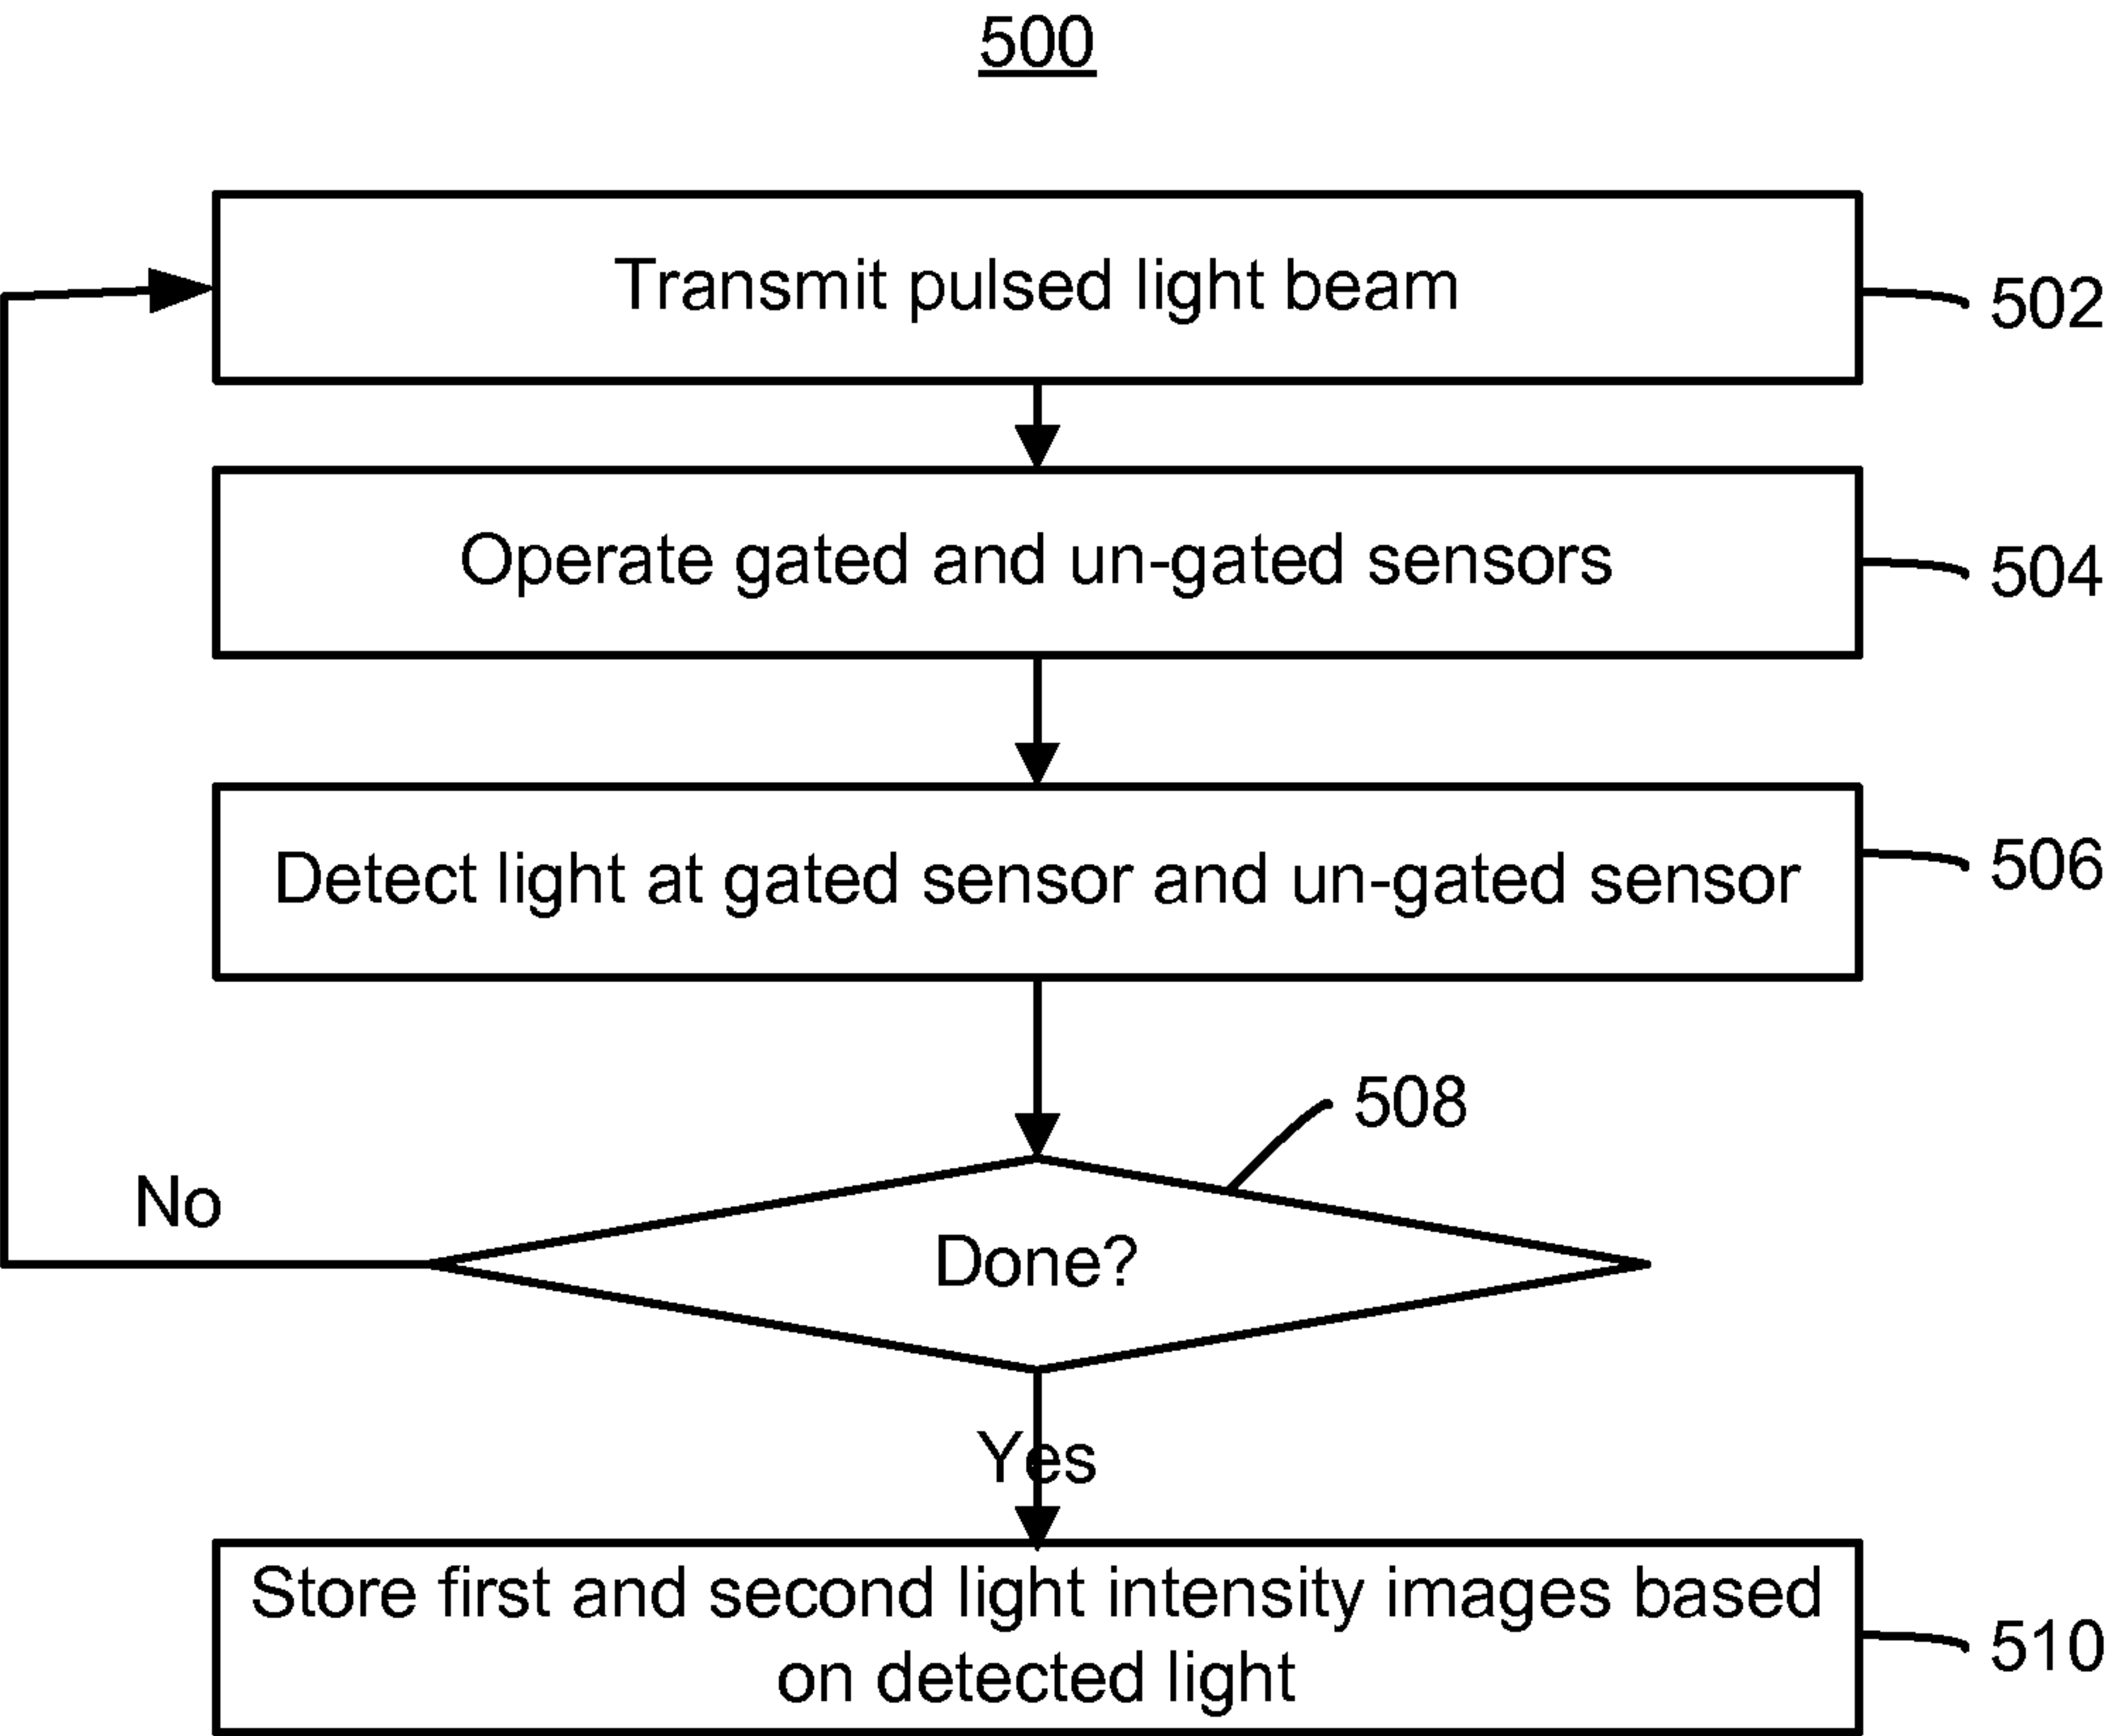 500
Transmit pulsed light beam
502
Operate gated and un-gated sensors
504
Detect light at gated sensor and un-gated sensor
506
508
No
Done?
Yes
Store first and second light intensity images based
on detected light
510